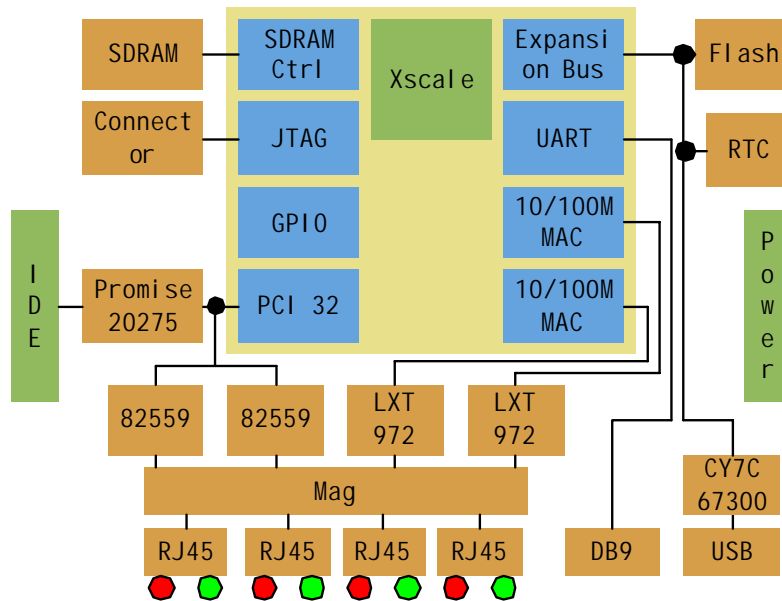 SDRAM
SDRAM
Ctrl
Xscale
Expansi
on Bus
Flash
Connect
or
JTAG
UART
RTC
GPIO
10/100M
MAC
I
D
E
Promise
20275
PCI 32
10/100M
MAC
P
o
w
e
r
82559
82559
LXT
972
LXT
972
CY7C
67300
Mag
RJ45
RJ45
RJ45
RJ45
DB9
USB